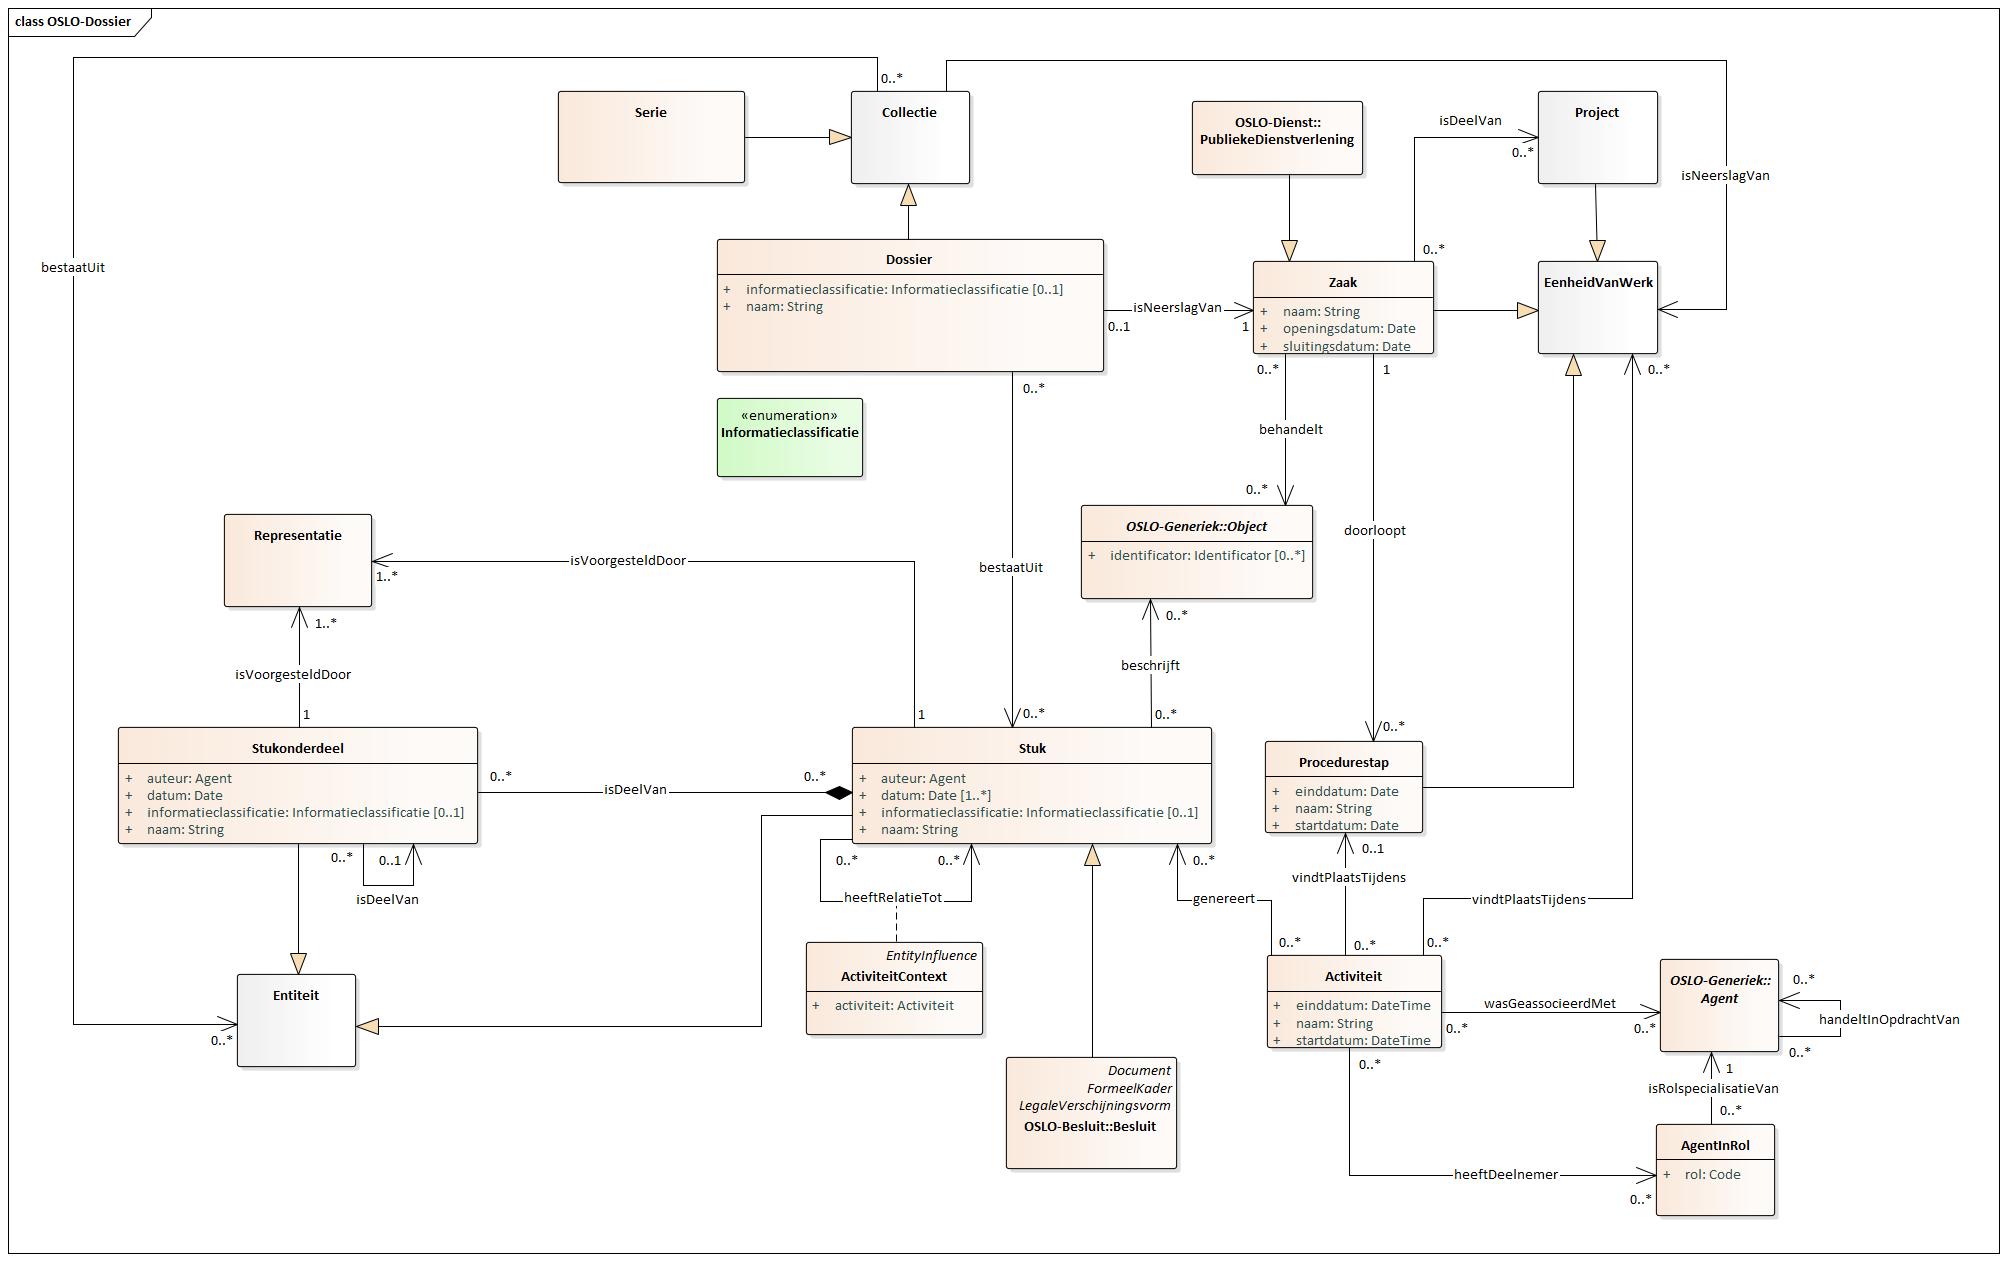 class OSLO-Dossier
0..*
Serie
Collectie
OSLO-Dienst::
PubliekeDienstverlening
isDeelVan
0..*
Project
isNeerslagVan
bestaatUit
0..*
Dossier
+ informatieclassificatie: Informatieclassificatie [0..1]
+ naam: String
isNeerslagVan
0..1
1
Zaak
+ naam: String
+ openingsdatum: Date
+ sluitingsdatum: Date
EenheidVanWerk
0..*
0..*
1
0..*
«enumeration»
Informatieclassificatie
behandelt
0..*
doorloopt
Representatie
1..*
isVoorgesteldDoor
bestaatUit
OSLO-Generiek::Object
+ identificator: Identificator [0..*]
1..*
0..*
isVoorgesteldDoor
beschrijft
1
1
0..*
0..*
0..*
Stukonderdeel
+ auteur: Agent
+ datum: Date
+ informatieclassificatie: Informatieclassificatie [0..1]
+ naam: String
0..*
isDeelVan
0..*
Stuk
+ auteur: Agent
+ datum: Date [1..*]
+ informatieclassificatie: Informatieclassificatie [0..1]
+ naam: String
Procedurestap
+ einddatum: Date
+ naam: String
+ startdatum: Date
0..*
0..1
isDeelVan
0..*
0..*
heeftRelatieTot
0..*
genereert
0..1
vindtPlaatsTijdens
vindtPlaatsTijdens
0..*
0..*
0..*
EntityInfluence
ActiviteitContext
+ activiteit: Activiteit
Entiteit
0..*
Activiteit
+ einddatum: DateTime
+ naam: String
+ startdatum: DateTime
wasGeassocieerdMet
0..*
0..*
OSLO-Generiek::
Agent
0..*
handeltInOpdrachtVan
0..*
Document
FormeelKader
LegaleVerschijningsvorm
OSLO-Besluit::Besluit
0..*
1
isRolspecialisatieVan
0..*
AgentInRol
+ rol: Code
heeftDeelnemer
0..*